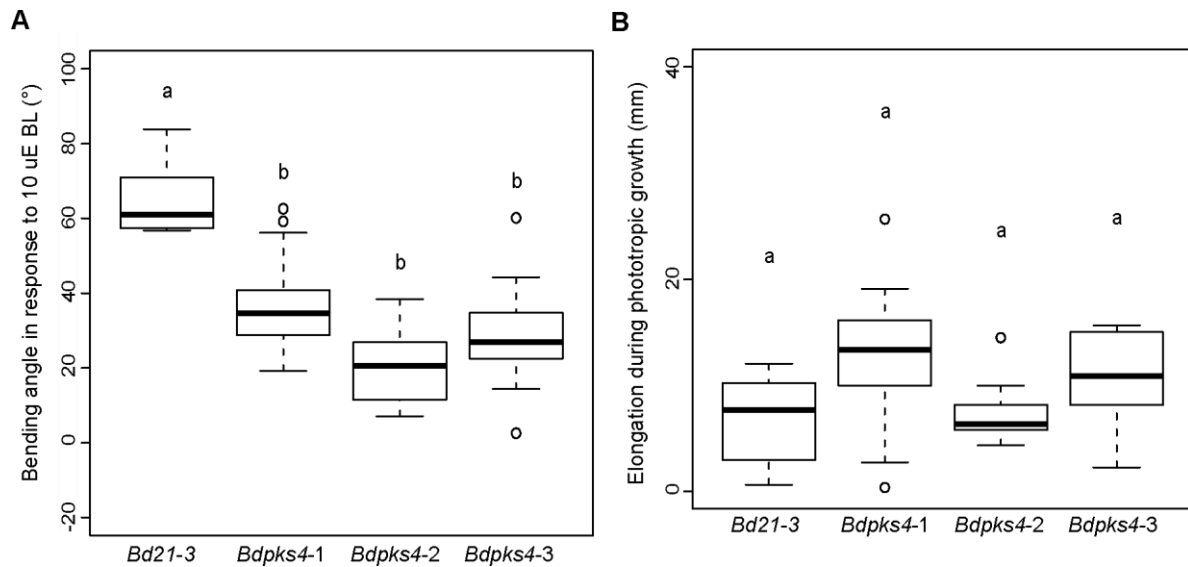 A
Bending angle in response to 10 uE BL (°)
100
80
60
40
20
0
-20
a
b
b
b
Bd21-3 Bdpks4-1 Bdpks4-2 Bdpks4-3
B
Elongation during phototropic growth (mm)
40
20
0
a
a
a
a
Bd21-3 Bdpks4-1 Bdpks4-2 Bdpks4-3